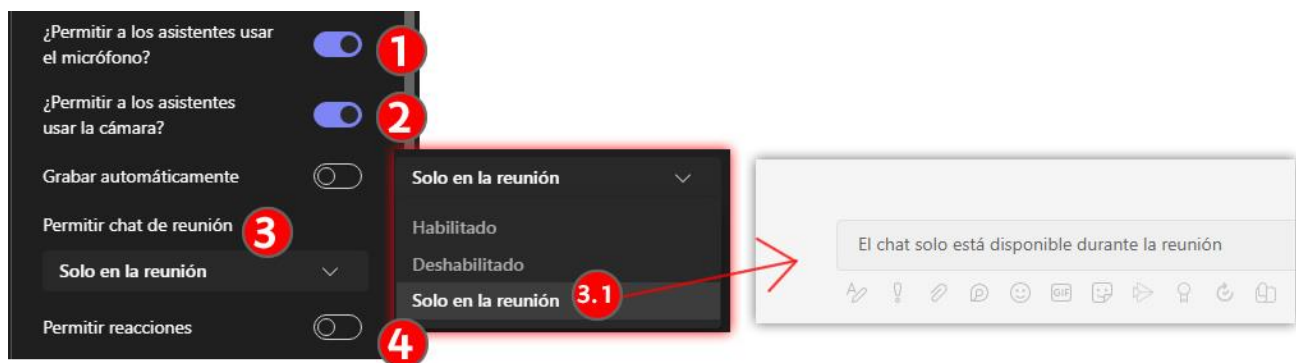 ¿Permitir a los asistentes usar
el micrófono?
1
¿Permitir a los asistentes
usar la cámara?
2
Grabar automáticamente
Permitir chat de reunión
3
Solo en la reunión
Permitir reacciones
4
Solo en la reunión
Habilitado
Deshabilitado
Solo en la reunión
3.1
El chat solo está disponible durante la reunión
GIF